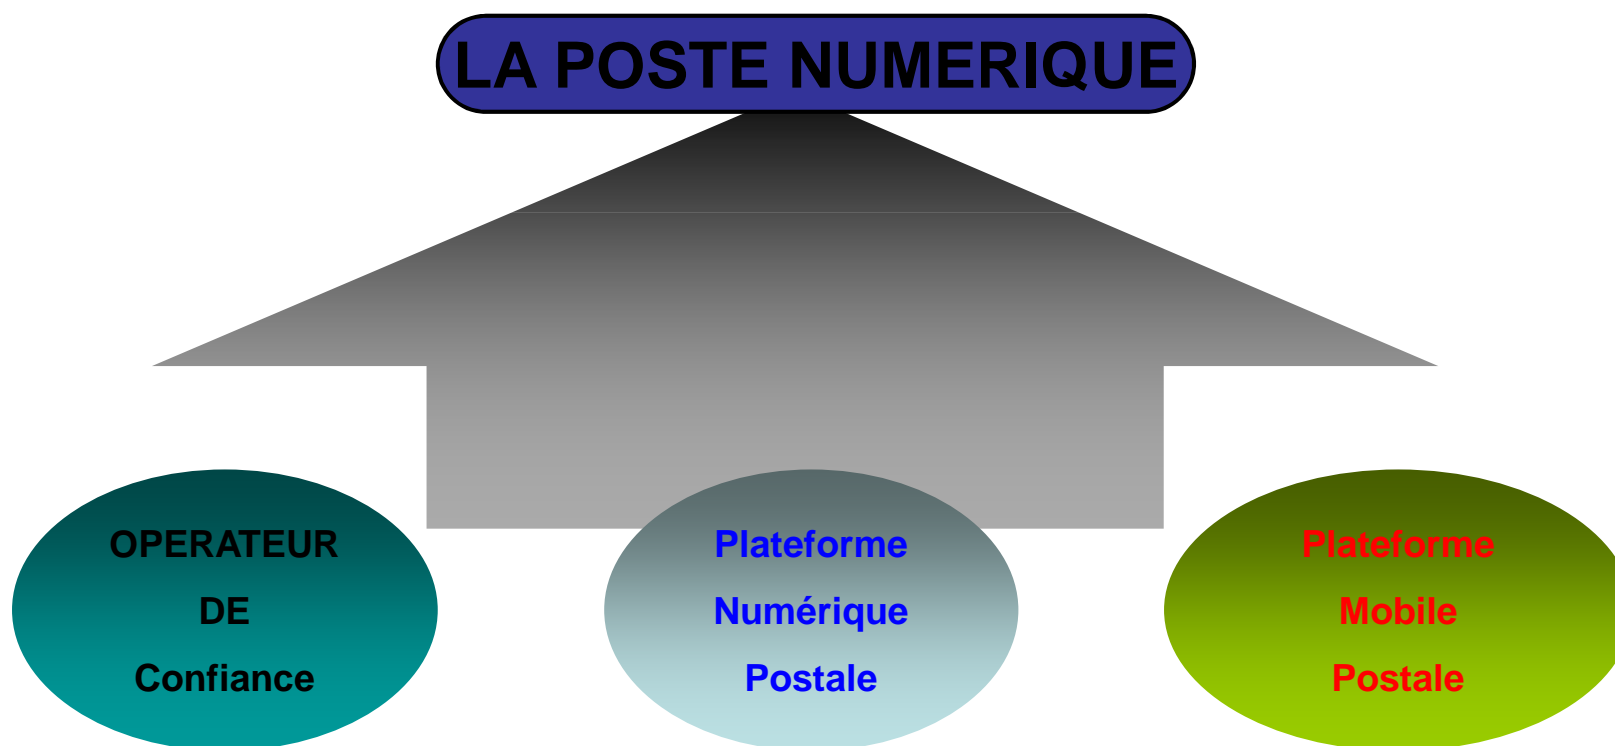 LA POSTE NUMERIQUE
OPERATEUR
DE
Confiance
Plateforme
Numérique
Postale
Plateforme
Mobile
Postale